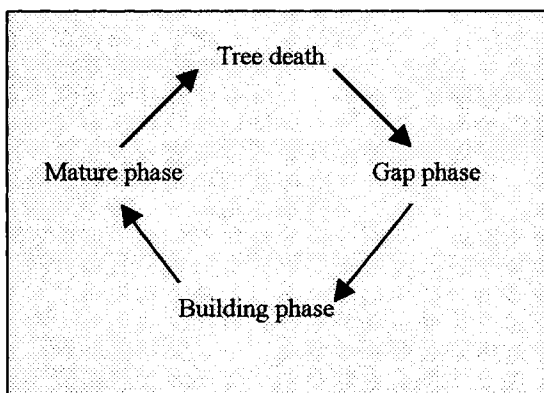 Tree death
Mature phase
Gap phase
Building phase